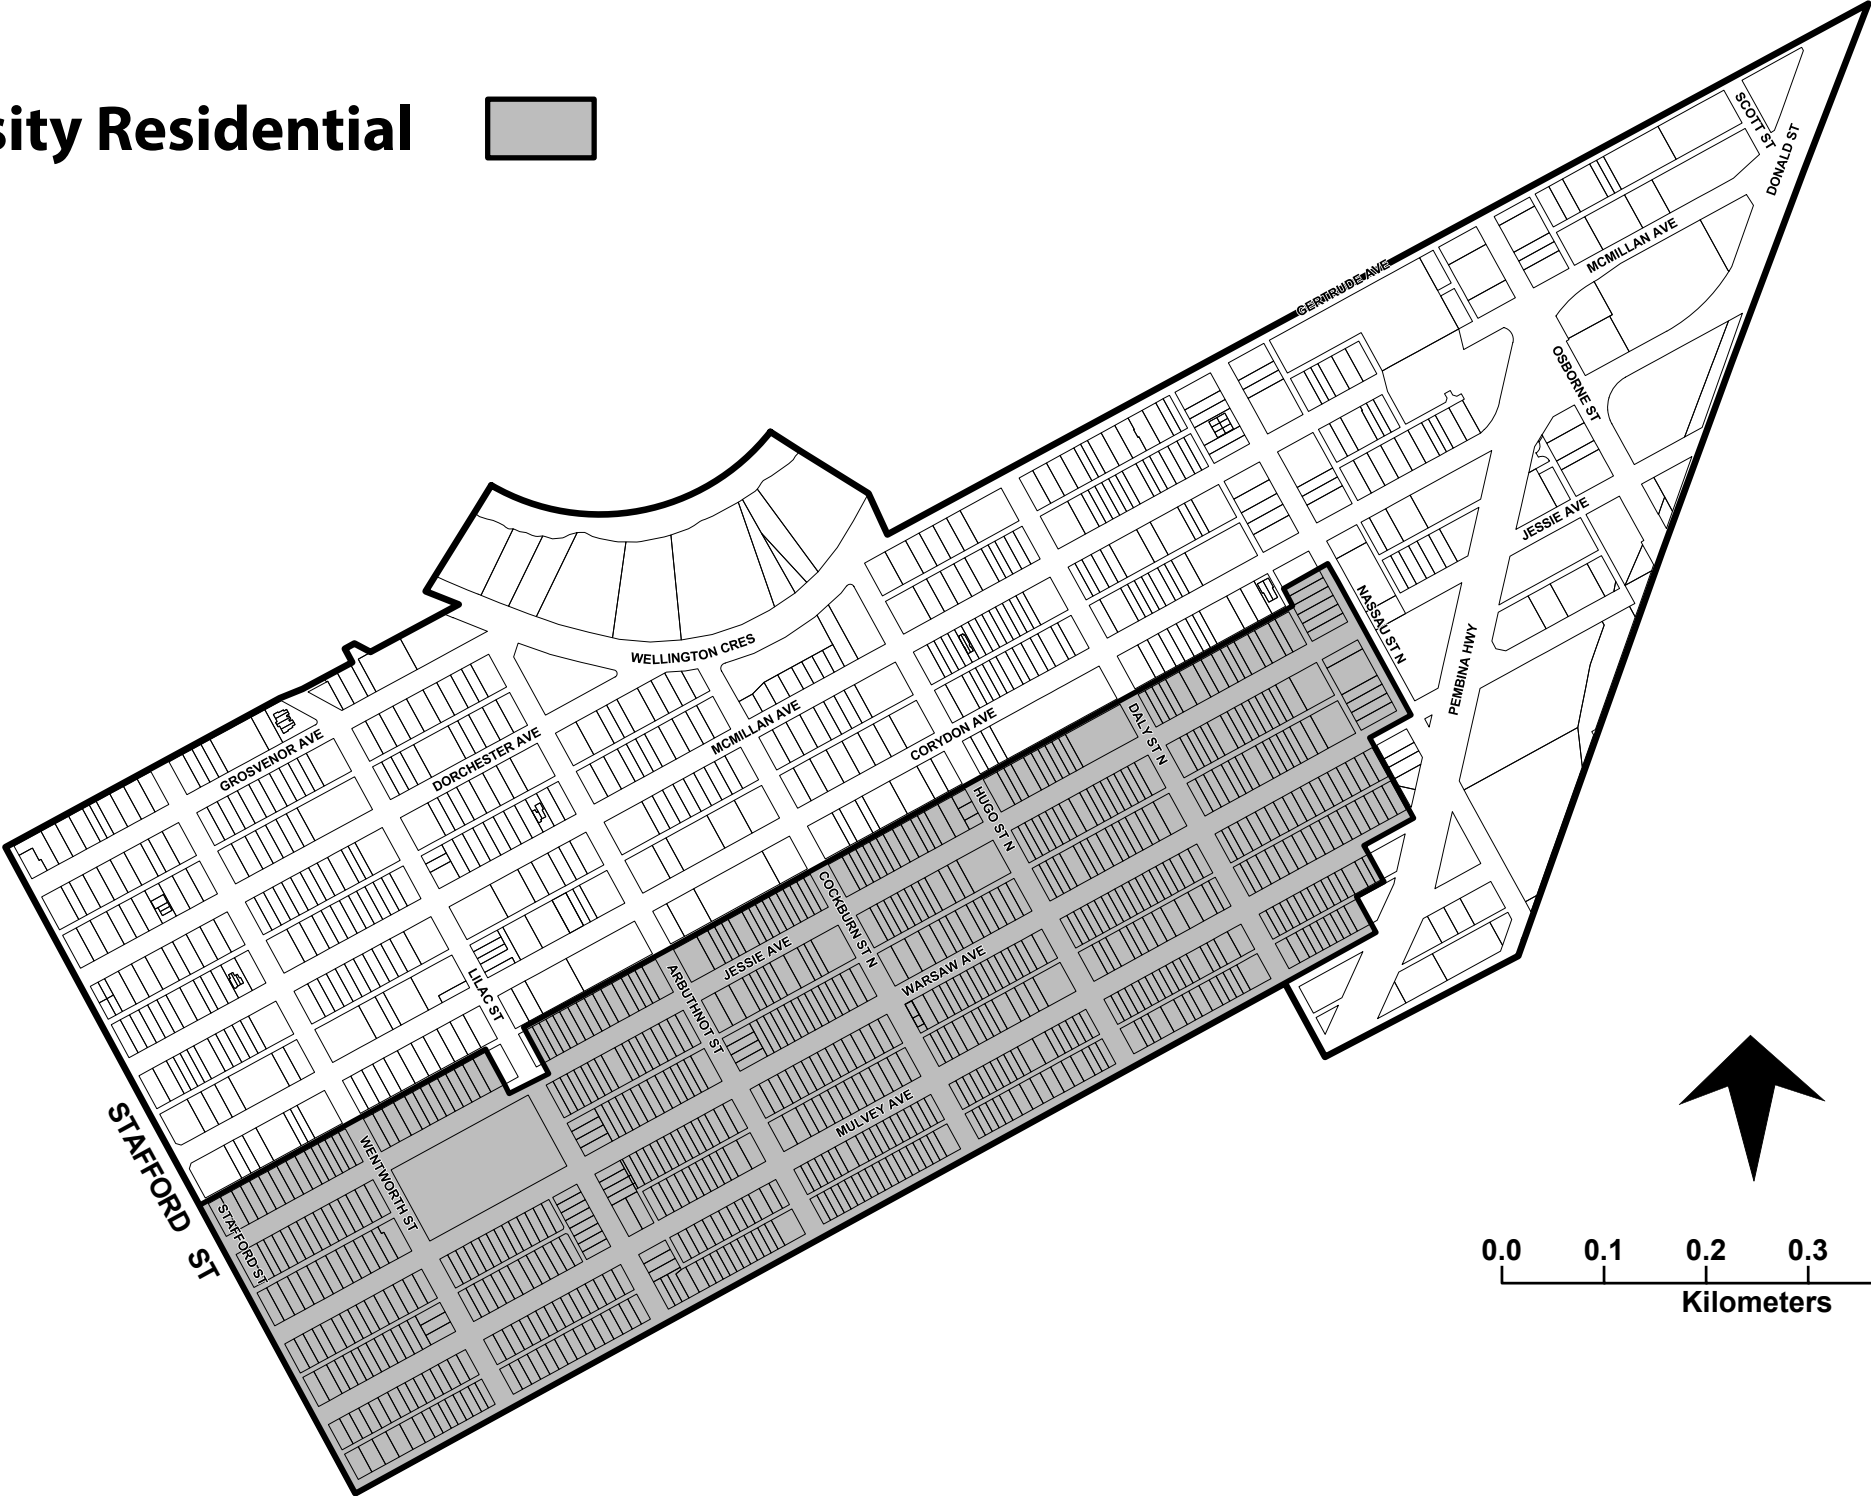 sity Residential
SCOTT ST
DONALD ST
MCMILLAN AVE
GERTRUDE AVE
OSBORNE ST
JESSIE AVE
NASSAU ST N
PEMBINA HWY
WELLINGTON CRES
GROSVENOR AVE
DORCHESTER AVE
MCMILLAN AVE
CORYDON AVE
DALY ST N
HUGO ST N
COCKBURN ST N
JESSIE AVE
WARSAW AVE
LILAC ST
ARBUTHNOT ST
MULVEY AVE
WENTWORTH ST
STAFFORD ST
STAFFORD ST
0.0 0.1 0.2 0.3
Kilometers